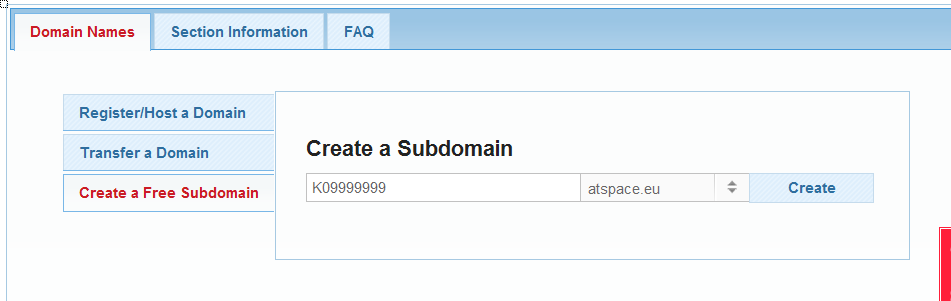 Domain Names Section Information FAQ
Register/Host a Domain
Transfer a Domain
Create a Free Subdomain
Create a Subdomain
K09999999 atspace.eu Create